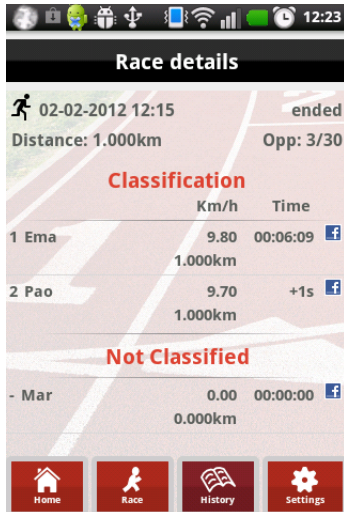 12:23
Race details
02-02-2012 12:15 ended
Distance: 1.000km Opp: 3/30
Classification
Km/h Time
1 Ema 9.80 00:06:09 f
1.000km
2 Pao 9.70 +1s f
1.000km
Not Classified
- Mar 0.00 00:00:00 f
0.000km
Home Race History Settings